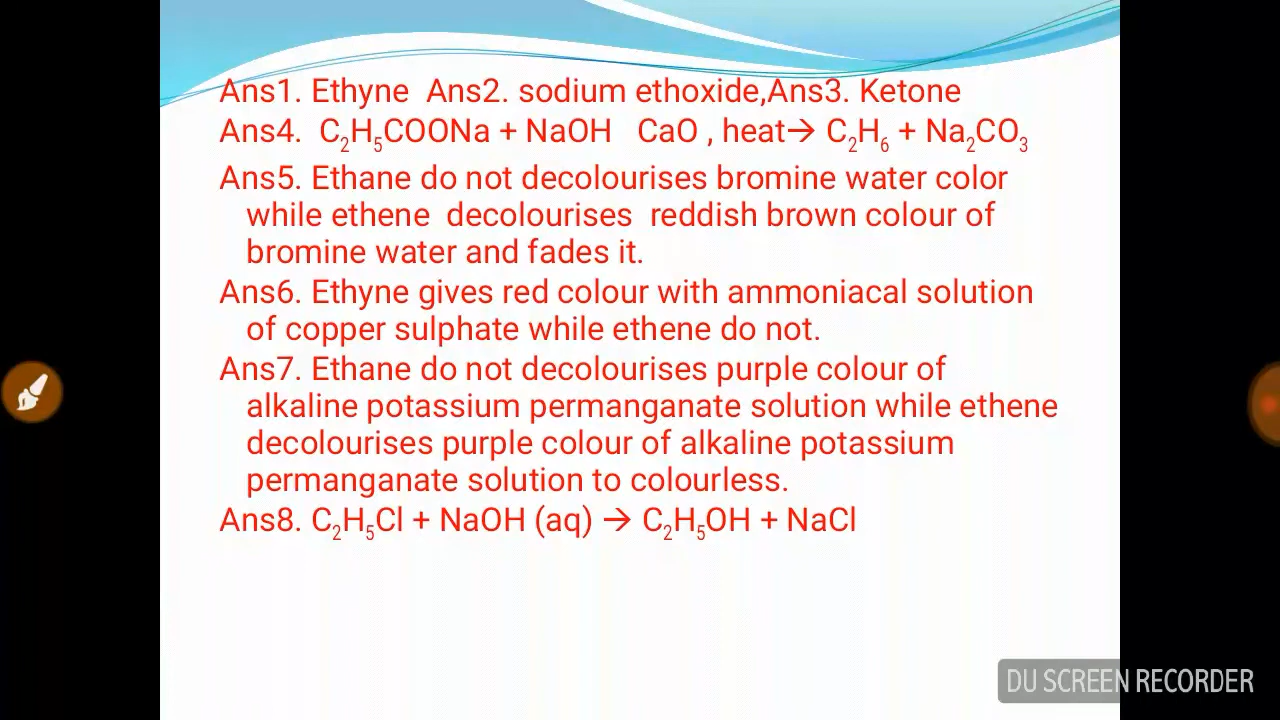 Ans1. Ethyne  Ans2. sodium ethoxide,Ans3. Ketone
Ans4.  C₂H₅COONa + NaOH   CaO , heat→ C₂H₆ + Na₂CO₃
Ans5. Ethane do not decolourises bromine water color
while ethene  decolourises  reddish brown colour of
bromine water and fades it.
Ans6. Ethyne gives red colour with ammoniacal solution
of copper sulphate while ethene do not.
Ans7. Ethane do not decolourises purple colour of
alkaline potassium permanganate solution while ethene
decolourises purple colour of alkaline potassium
permanganate solution to colourless.
Ans8. C₂H₅Cl + NaOH (aq) → C₂H₅OH + NaCl
DU SCREEN RECORDER